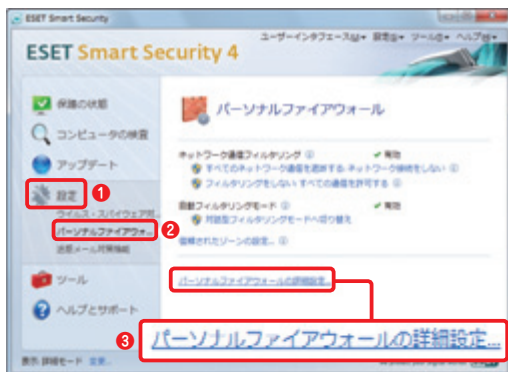 ESET Smart Security
ユーザーインタフェース(U)▾ 設定(S)▾ ツール(O)▾ ヘルプ(H)▾
ESET Smart Security 4
保護の状態
コンピュータの検査
アップデート
設定 1
ウイルス・スパイウェア対...
パーソナルファイアウォ... 2
迷惑メール対策機能
ツール
ヘルプとサポート
表示: 詳細モード 変更...
パーソナルファイアウォール
ネットワーク通信フィルタリング 有効
すべてのネットワーク通信を遮断する: ネットワーク接続をしない
フィルタリングをしない: すべての通信を許可する
自動フィルタリングモード 有効
対話型フィルタリングモードへ切り替え
信頼されたゾーンの設定...
パーソナルファイアウォールの詳細設定...
3 パーソナルファイアウォールの詳細設定...